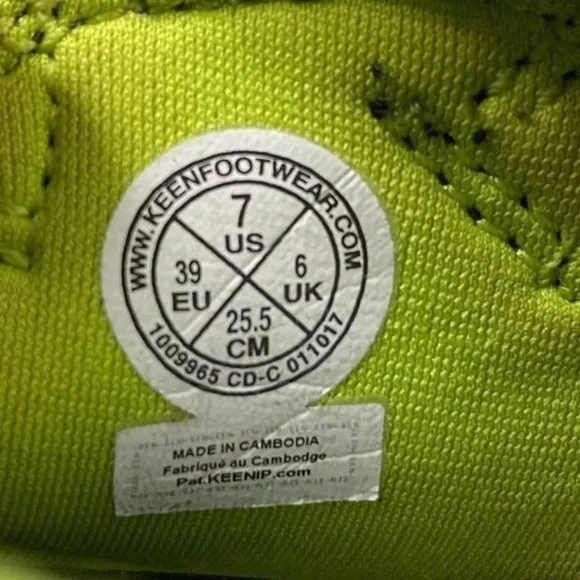 WWW.KEENFOOTWEAR.COM
7
US
39
EU
6
UK
25.5
CM
1009965 CD-C 011017
MADE IN CAMBODIA
Fabriqué au Cambodge
Pat.KEENIP.com